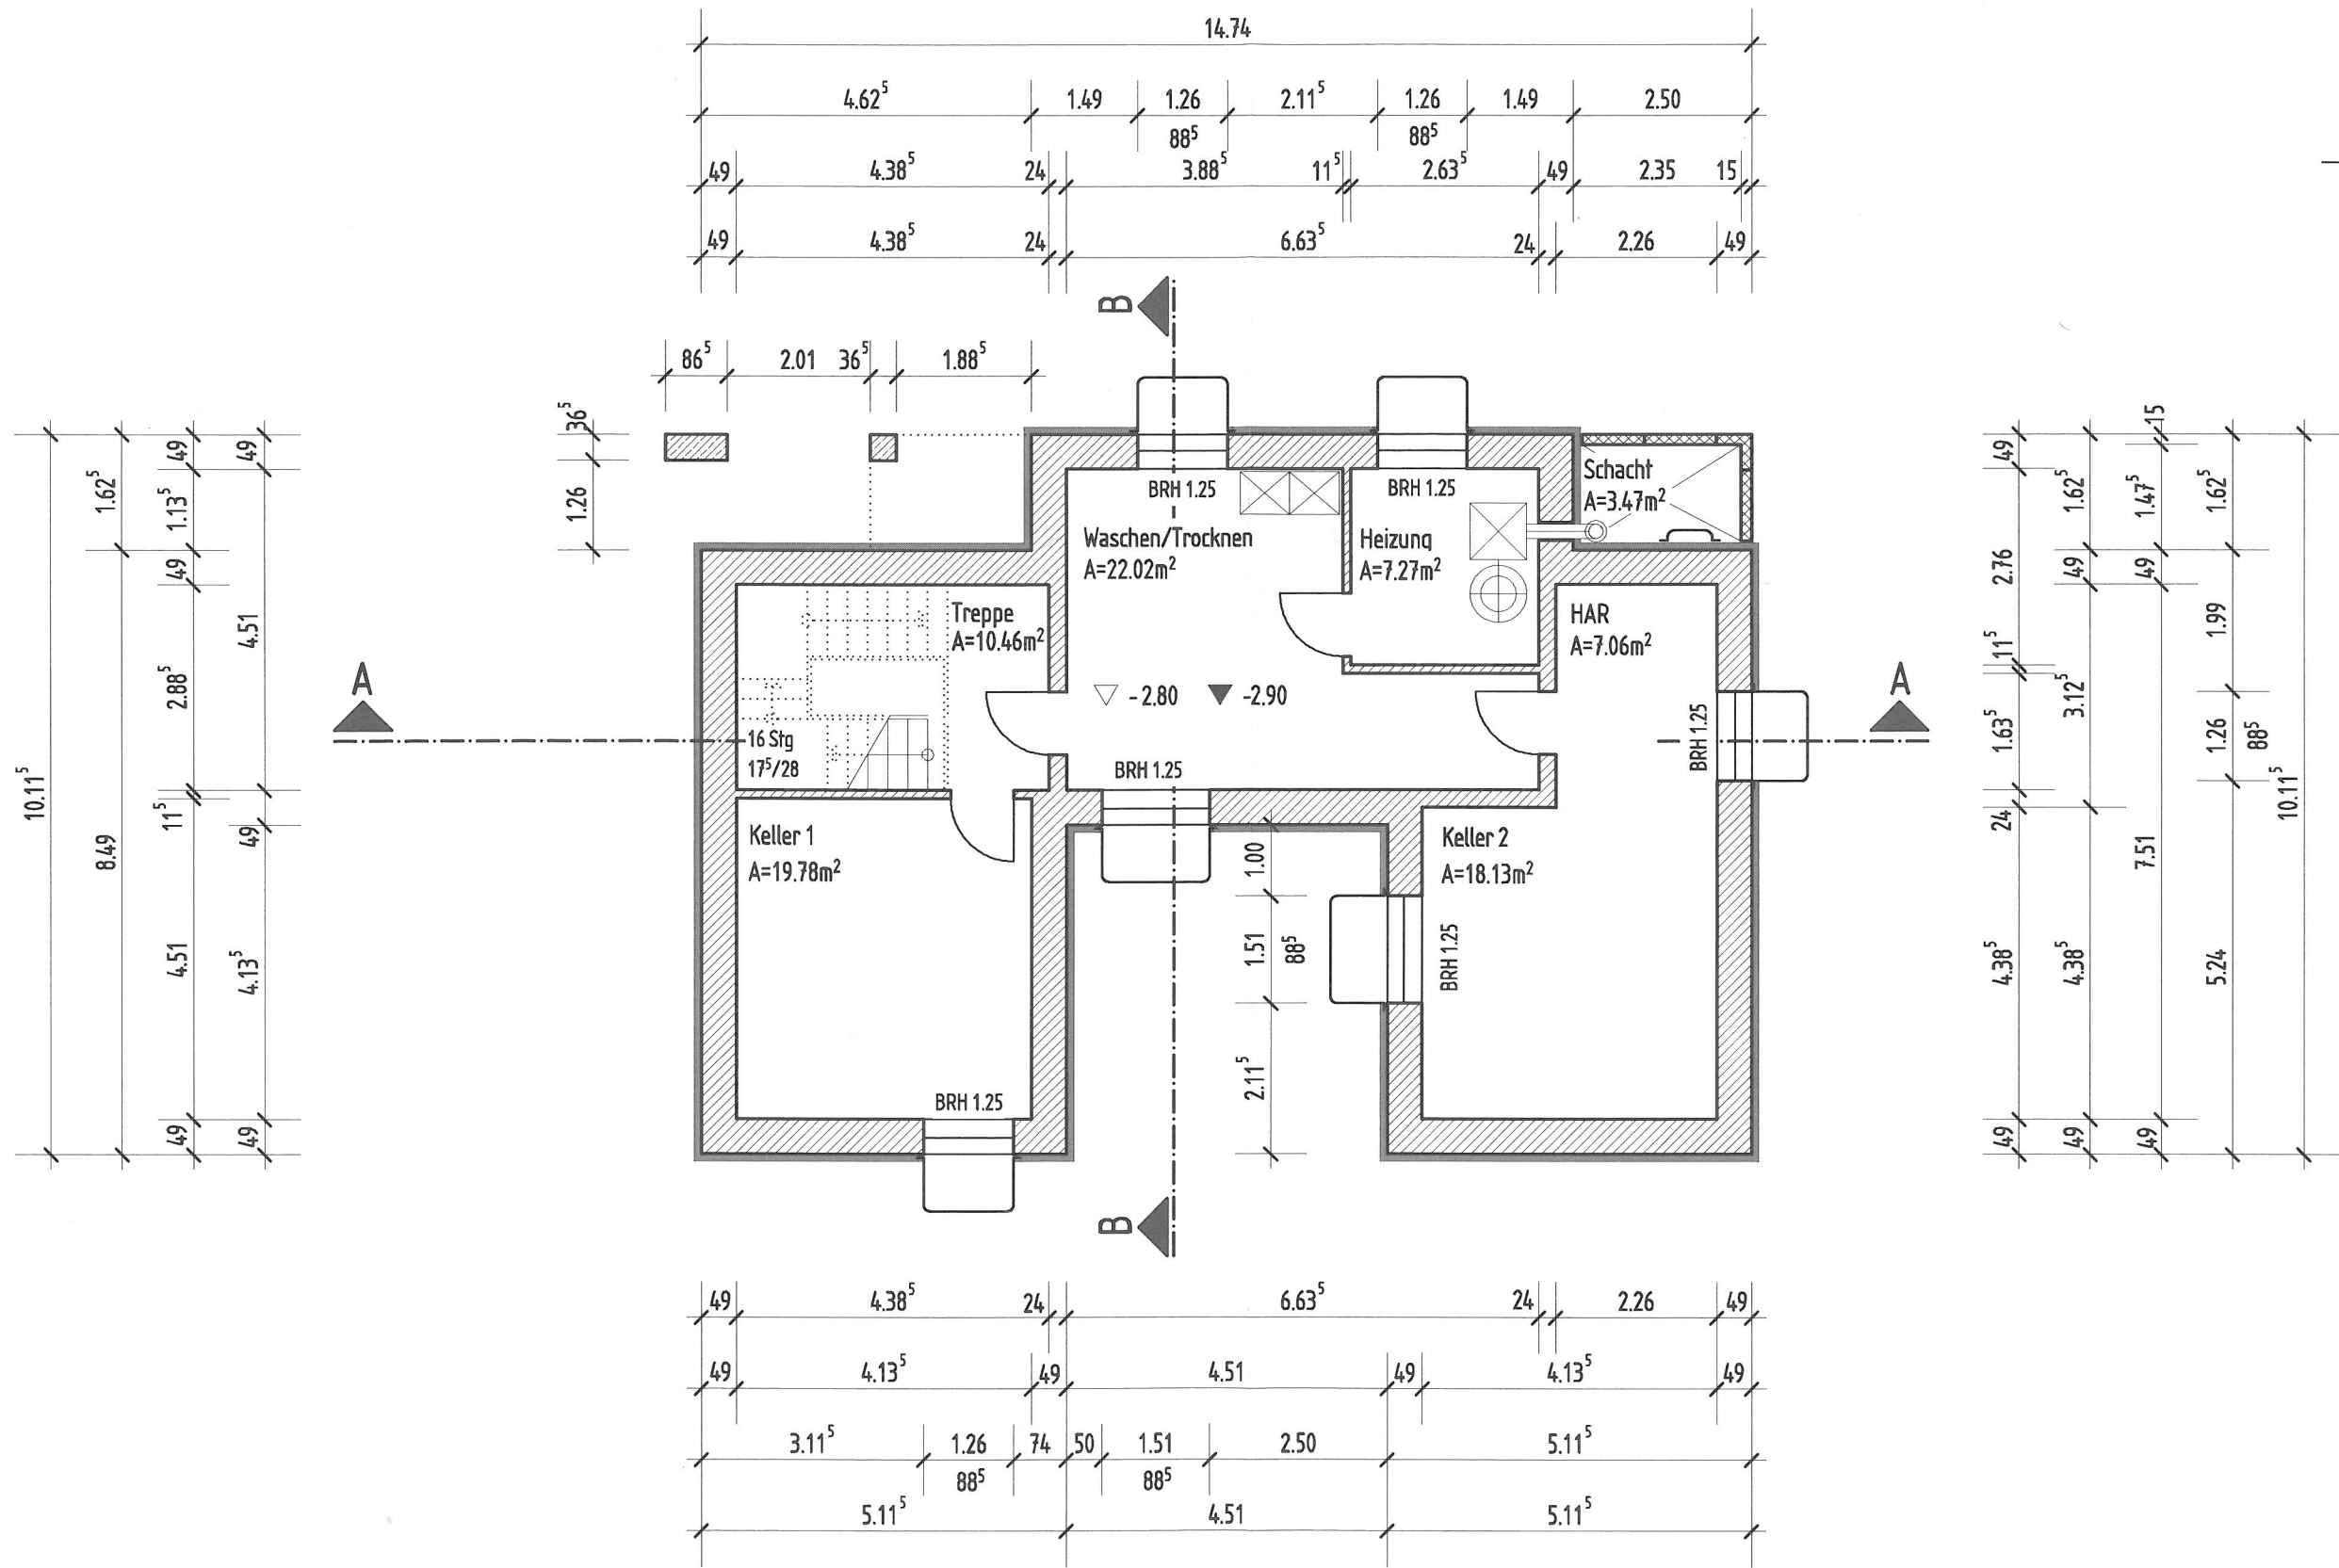 14.74
4.62⁵ 1.49 1.26 2.11⁵ 1.26 1.49 2.50
88⁵ 88⁵
49 4.38⁵ 24 3.88⁵ 11⁵ 2.63⁵ 49 2.35 15
49 4.38⁵ 24 6.63⁵ 24 2.26 49
B
86⁵ 2.01 36⁵ 1.88⁵
36⁵
1.26
10.11⁵
1.62⁵
8.49
49
1.13⁵
49
2.88⁵
11⁵
4.51
49
49
4.51
49
4.13⁵
49
A
BRH 1.25
BRH 1.25
Schacht
A=3.47m²
Waschen/Trocknen
A=22.02m²
Heizung
A=7.27m²
Treppe
A=10.46m²
HAR
A=7.06m²
-2.80 -2.90
16 Stg
17⁵/28
BRH 1.25
BRH 1.25
Keller 1
A=19.78m²
Keller 2
A=18.13m²
1.00
1.51
88⁵
2.11⁵
BRH 1.25
BRH 1.25
A
49
2.76
11⁵
1.63⁵
24
4.38⁵
49
1.62⁵
49
3.12⁵
4.38⁵
49
15
1.47⁵
49
7.51
49
1.62⁵
1.99
1.26
88⁵
5.24
10.11⁵
B
49 4.38⁵ 24 6.63⁵ 24 2.26 49
49 4.13⁵ 49 4.51 49 4.13⁵ 49
3.11⁵ 1.26 74 50 1.51 2.50 5.11⁵
88⁵ 88⁵
5.11⁵ 4.51 5.11⁵